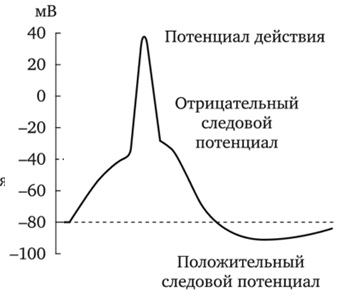 мВ
40
Потенциал действия
20
0
Отрицательный
следовой
потенциал
–20
–40
я
–60
–80
–100
Положительный
следовой потенциал